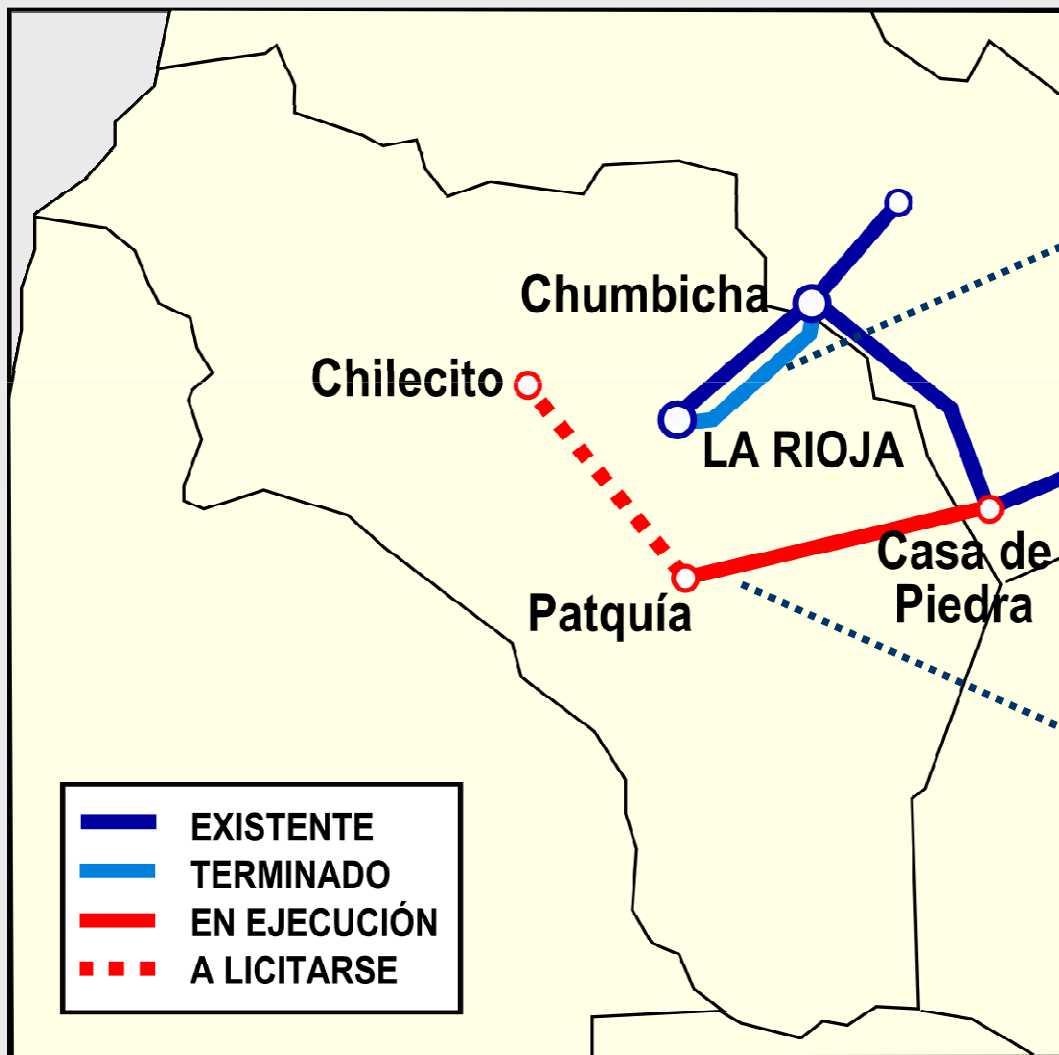 Chumbicha
Chilecito
LA RIOJA
Casa de
Piedra
Patquía
EXISTENTE
TERMINADO
EN EJECUCIÓN
A LICITARSE